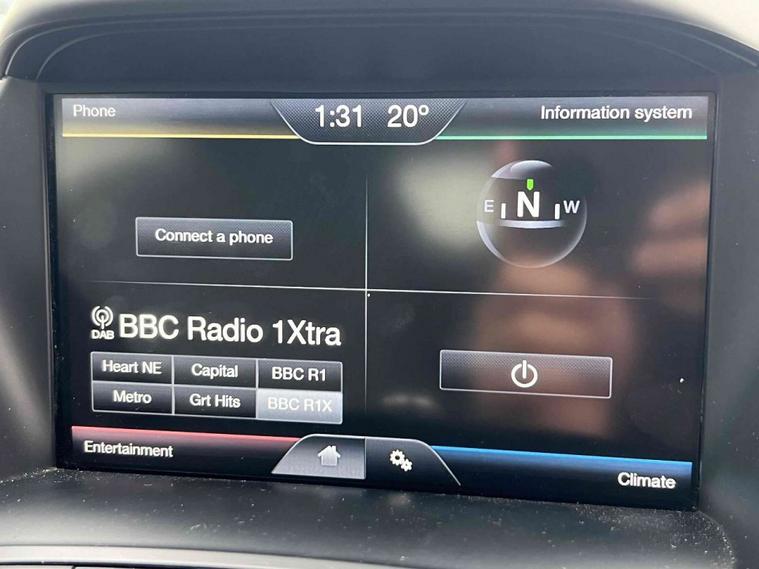 Phone
1:31 20º
Information system
Connect a phone
E N W
DAB BBC Radio 1Xtra
Heart NE Capital BBC R1
Metro Grt Hits BBC R1X
Entertainment
Climate